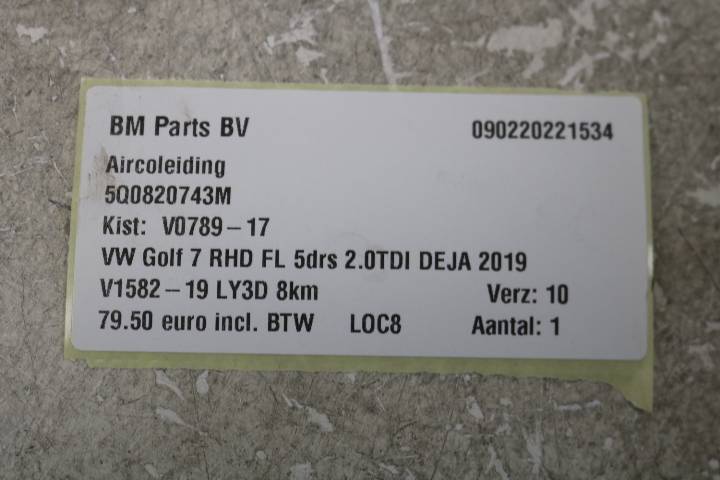 BM Parts BV 090220221534
Aircoleiding
5Q0820743M
Kist: V0789-17
VW Golf 7 RHD FL 5drs 2.0TDI DEJA 2019
V1582-19 LY3D 8km Verz: 10
79.50 euro incl. BTW LOC8 Aantal: 1